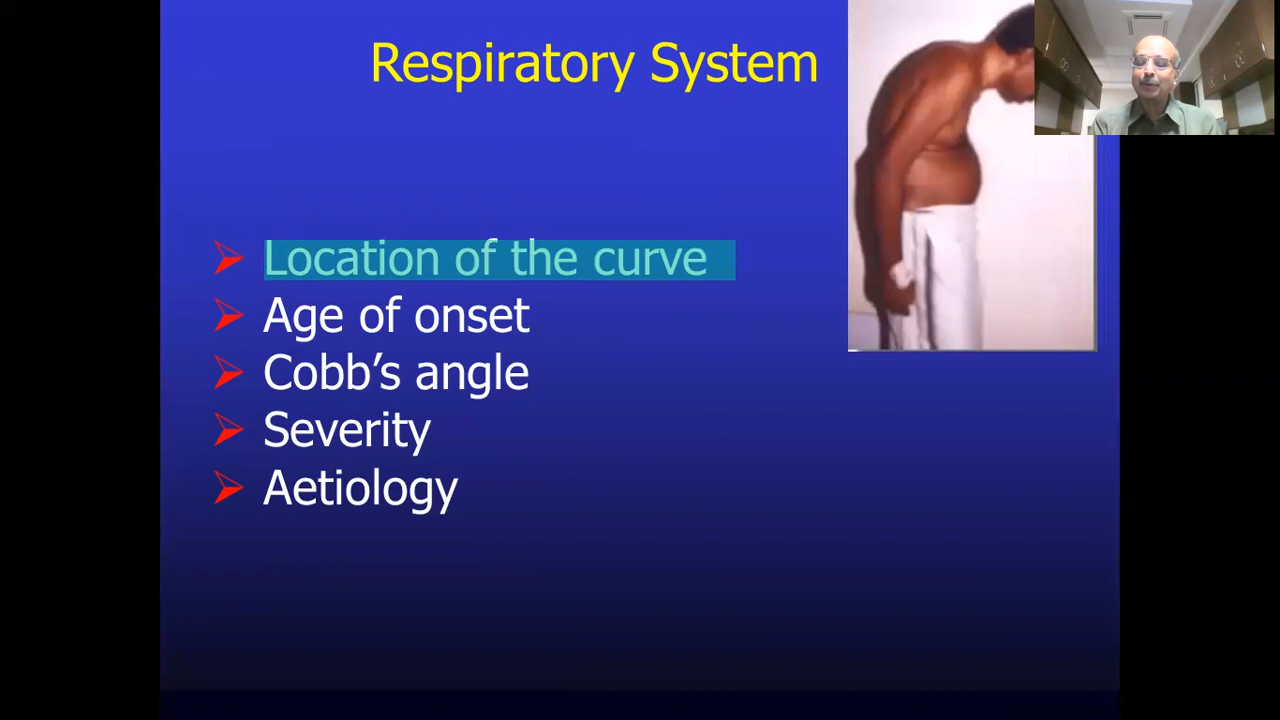 Respiratory System
Location of the curve
Age of onset
Cobb’s angle
Severity
Aetiology